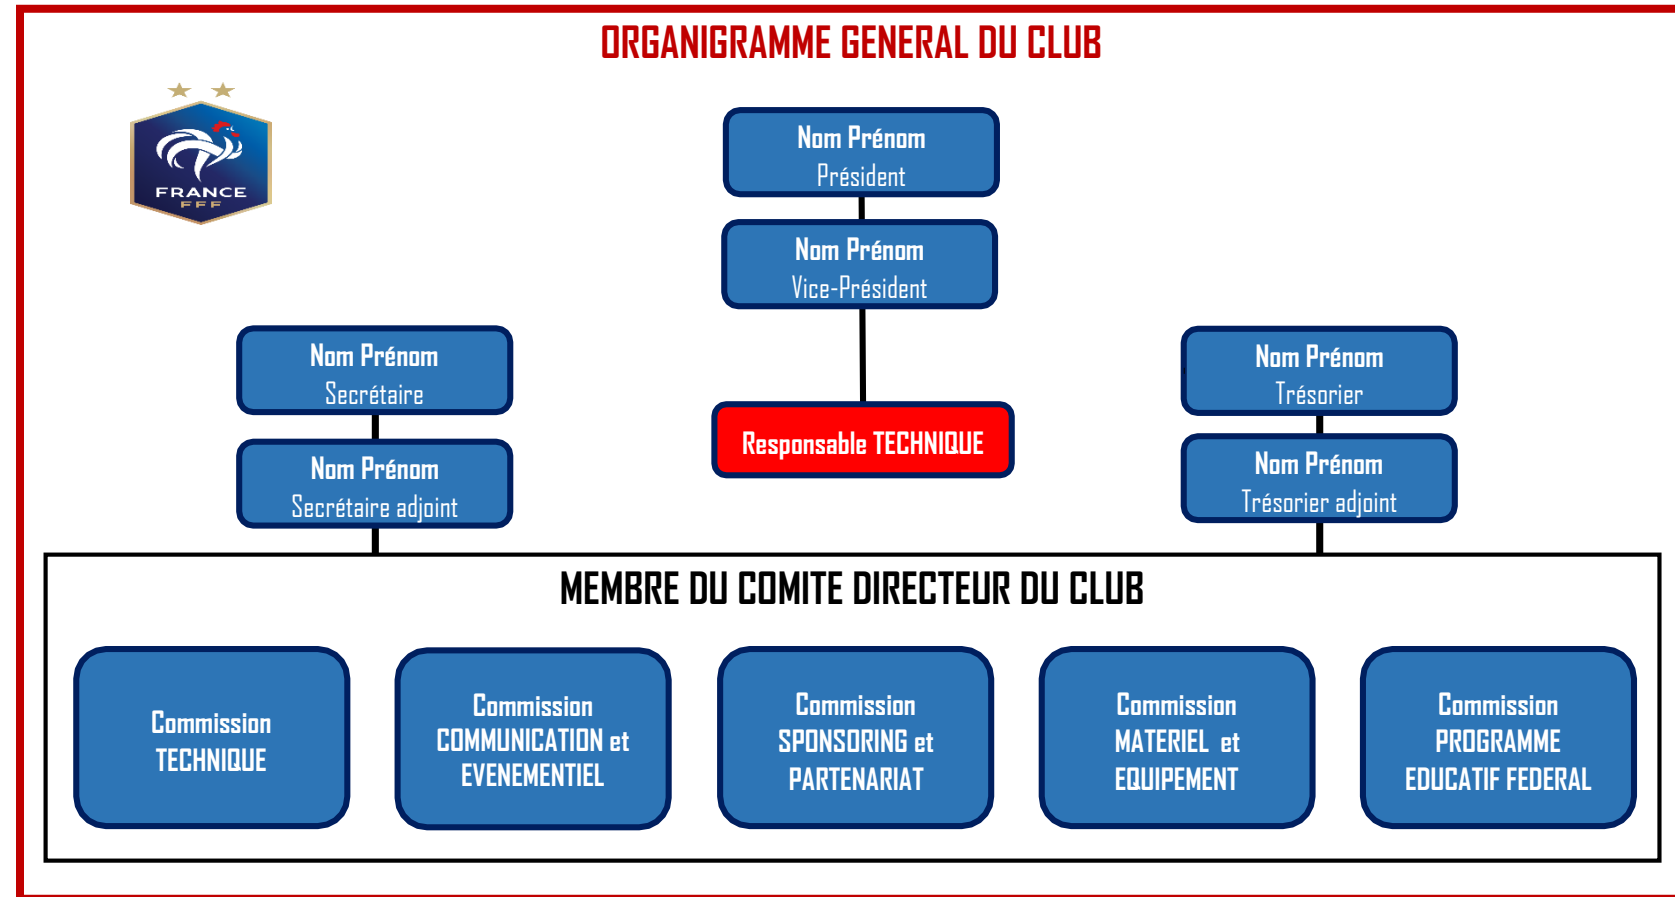 ORGANIGRAMME GENERAL DU CLUB
FRANCE
FFF
Nom Prénom
Président
Nom Prénom
Vice-Président
Nom Prénom
Secrétaire
Nom Prénom
Secrétaire adjoint
Responsable TECHNIQUE
Nom Prénom
Trésorier
Nom Prénom
Trésorier adjoint
MEMBRE DU COMITE DIRECTEUR DU CLUB
Commission
TECHNIQUE
Commission
COMMUNICATION et
EVENEMENTIEL
Commission
SPONSORING et
PARTENARIAT
Commission
MATERIEL et
EQUIPEMENT
Commission
PROGRAMME
EDUCATIF FEDERAL